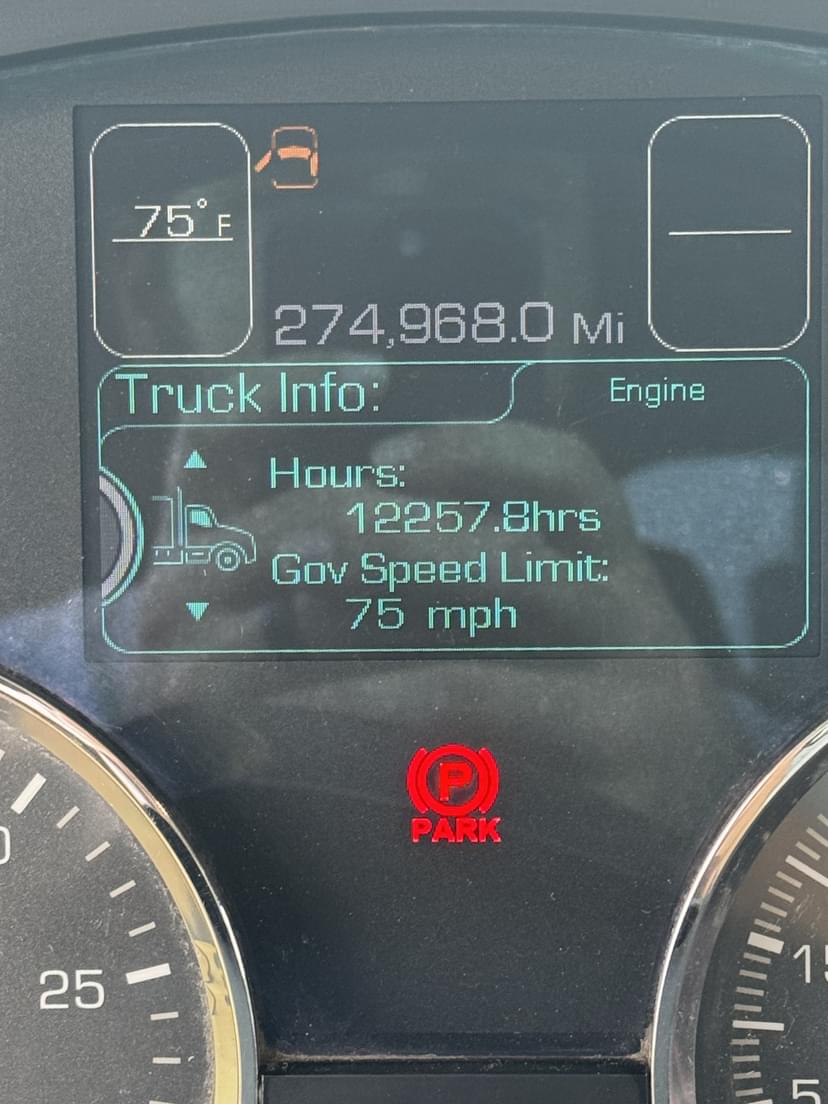 75°F
274,968.0 Mi
Truck Info:
Engine
Hours:
12257.8hrs
Gov Speed Limit:
75 mph
P
PARK
25